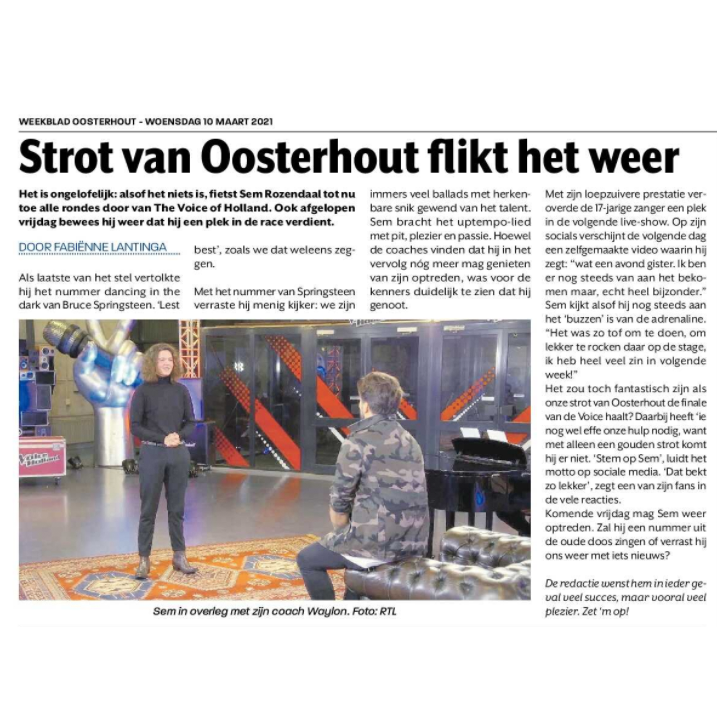 WEEKBLAD OOSTERHOUT - WOENSDAG 10 MAART 2021
Strot van Oosterhout flikt het weer
Het is ongelofelijk: alsof het niets is, fietst Sem Rozendaal tot nu
toe alle rondes door van The Voice of Holland. Ook afgelopen
vrijdag bewees hij weer dat hij een plek in de race verdient.
DOOR FABIËNNE LANTINGA
Als laatste van het stel vertolkte
hij het nummer dancing in the
dark van Bruce Springsteen. ‘Lest
best’, zoals we dat weleens zeg-
gen.
Met het nummer van Springsteen
verraste hij menig kijker: we zijn
immers veel ballads met herken-
bare snik gewend van het talent.
Sem bracht het uptempo-lied
met pit, plezier en passie. Hoewel
de coaches vinden dat hij in het
vervolg nóg meer mag genieten
van zijn optreden, was voor de
kenners duidelijk te zien dat hij
genoot.
Met zijn loepzuivere prestatie ver-
overde de 17-jarige zanger een plek
in de volgende live-show. Op zijn
socials verschijnt de volgende dag
een zelfgemaakte video waarin hij
zegt: “wat een avond gister. Ik ben
er nog steeds van aan het beko-
men maar, echt heel bijzonder.”
Sem kijkt alsof hij nog steeds aan
het ‘buzzen’ is van de adrenaline.
“Het was zo tof om te doen, om
lekker te rocken daar op de stage,
ik heb heel veel zin in volgende
week!”
Het zou toch fantastisch zijn als
onze strot van Oosterhout de finale
van de Voice haalt? Daarbij heeft ‘ie
nog wel effe onze hulp nodig, want
met alleen een gouden strot komt
hij er niet. ‘Stem op Sem’, luidt het
motto op sociale media. ‘Dat bekt
zo lekker’, zegt een van zijn fans in
de vele reacties.
Komende vrijdag mag Sem weer
optreden. Zal hij een nummer uit
de oude doos zingen of verrast hij
ons weer met iets nieuws?
De redactie wenst hem in ieder ge-
val veel succes, maar vooral veel
plezier. Zet ‘m op!
Voice
Holland
Sem in overleg met zijn coach Waylon. Foto: RTL